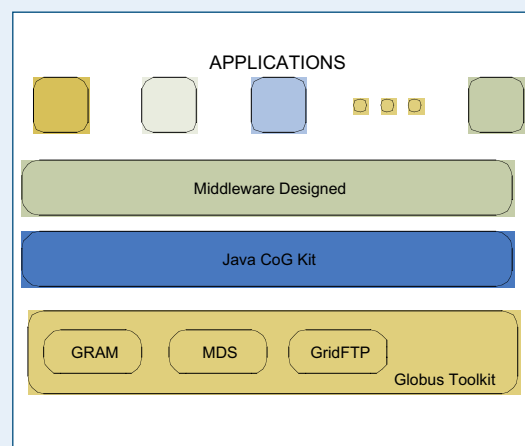 APPLICATIONS
Middleware Designed
Java CoG Kit
GRAM MDS GridFTP
Globus Toolkit